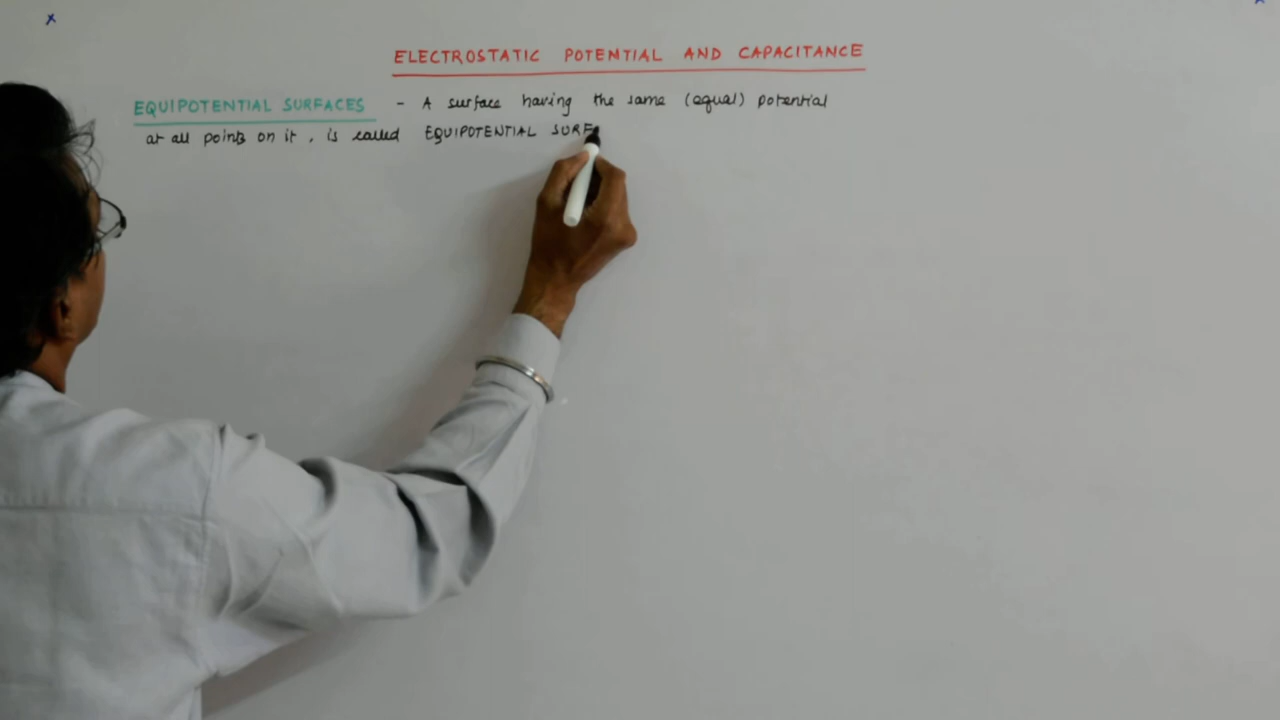 ELECTROSTATIC POTENTIAL AND CAPACITANCE
EQUIPOTENTIAL SURFACES - A surface having the same (equal) potential
at all points on it, is called EQUIPOTENTIAL SURF